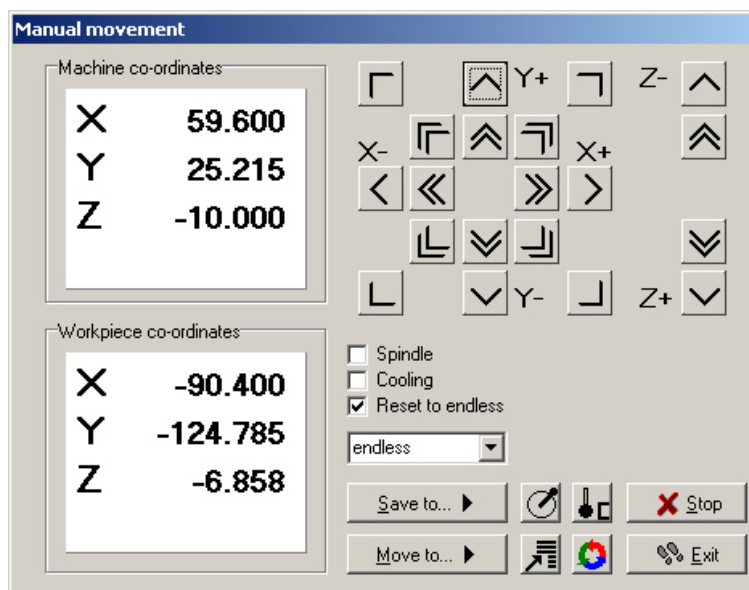 Manual movement
Machine co-ordinates
X 59.600
Y 25.215
Z -10.000
Y+
Z-
X-
X+
Y-
Z+
Workpiece co-ordinates
X -90.400
Y -124.785
Z -6.858
Spindle
Cooling
Reset to endless
endless
Save to...
Stop
Move to...
Exit